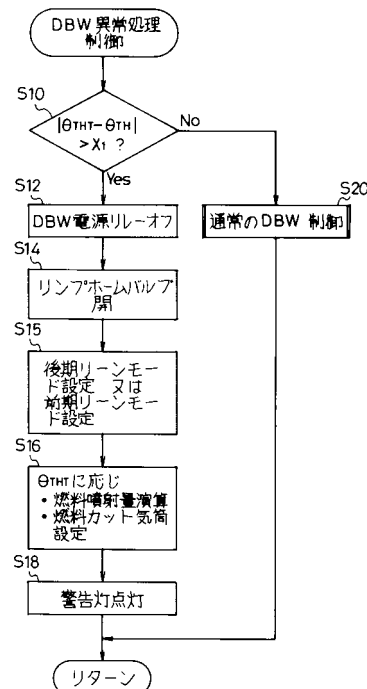 DBW 異常処理
制御
S10
|θTHT-θTH|
>X1 ?
No
Yes
S12
DBW電源リレーオフ
S20
通常のDBW 制御
S14
リンプホームバルブ
開
S15
後期リーンモー
ド設定 又は
前期リーンモー
ド設定
S16
θTHTに応じ
・燃料噴射量演算
・燃料カット気筒
設定
S18
警告灯点灯
リターン